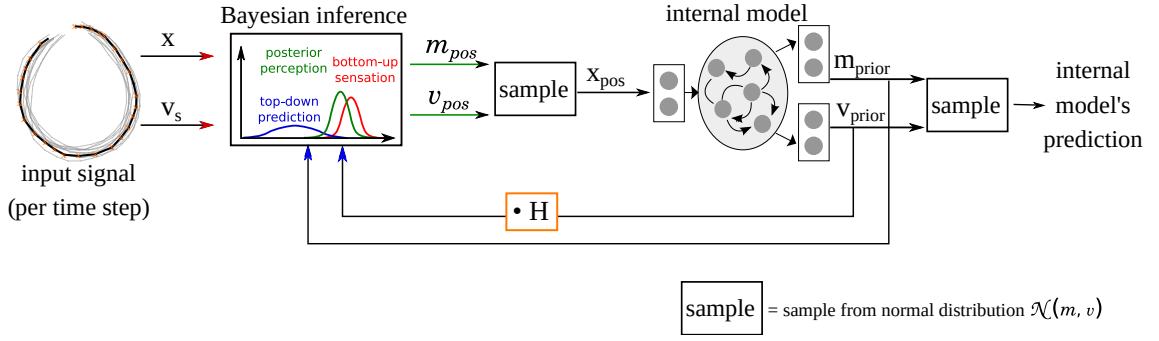 Bayesian inference
internal model
x
v_s
posterior
perception
bottom-up
sensation
top-down
prediction
m_pos
v_pos
sample
x_pos
m_prior
v_prior
sample
internal
model's
prediction
input signal
(per time step)
• H
sample = sample from normal distribution 𝒩(m, v)